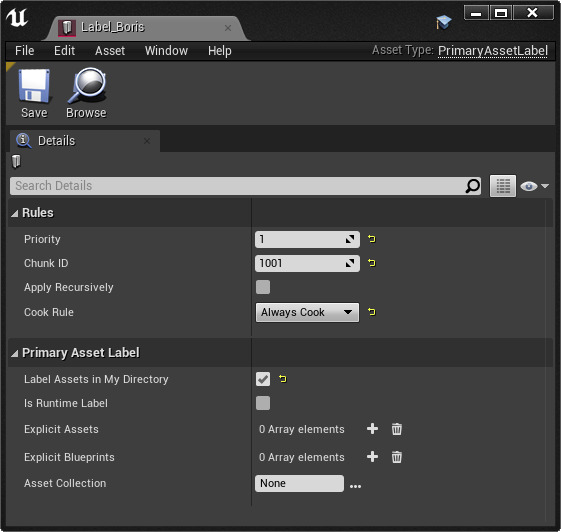 Label_Boris
File Edit Asset Window Help Asset Type: PrimaryAssetLabel
Save Browse
Details
Search Details
Rules
Priority 1
Chunk ID 1001
Apply Recursively
Cook Rule Always Cook
Primary Asset Label
Label Assets in My Directory
Is Runtime Label
Explicit Assets 0 Array elements
Explicit Blueprints 0 Array elements
Asset Collection None